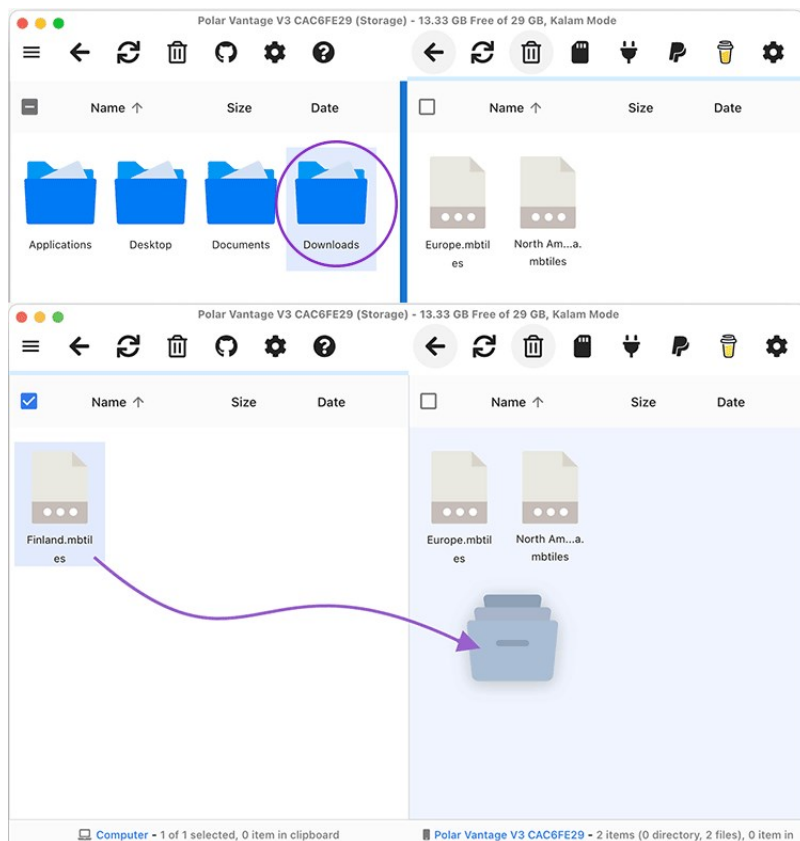 Polar Vantage V3 CAC6FE29 (Storage) - 13.33 GB Free of 29 GB, Kalam Mode
Name ↑ Size Date
Name ↑ Size Date
Applications
Desktop
Documents
Downloads
Europe.mbtil
es
North Am...a.
mbtiles
Polar Vantage V3 CAC6FE29 (Storage) - 13.33 GB Free of 29 GB, Kalam Mode
Name ↑ Size Date
Name ↑ Size Date
Finland.mbtil
es
Europe.mbtil
es
North Am...a.
mbtiles
Computer - 1 of 1 selected, 0 item in clipboard
Polar Vantage V3 CAC6FE29 - 2 items (0 directory, 2 files), 0 item in